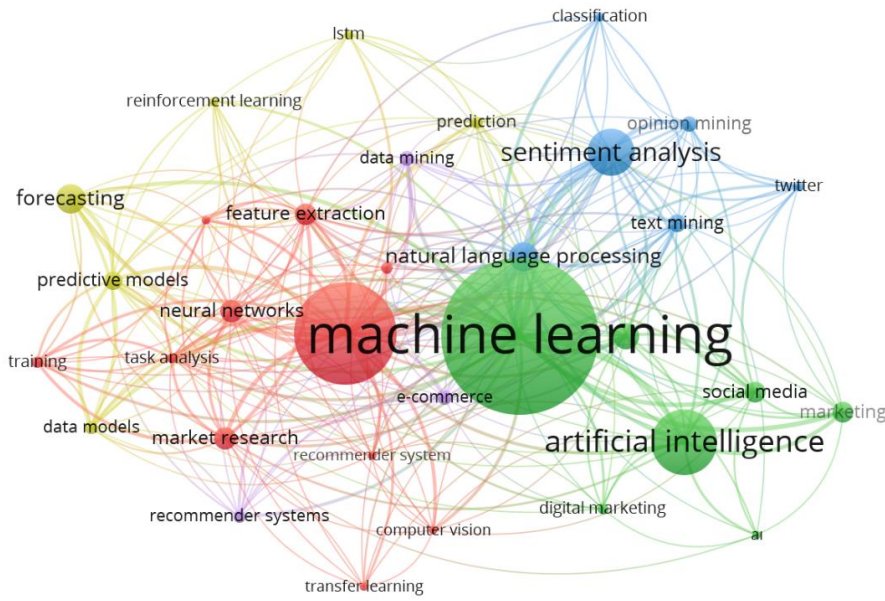 classification
lstm
reinforcement learning
prediction
opinion mining
data mining
sentiment analysis
twitter
forecasting
feature extraction
text mining
natural language processing
predictive models
neural networks
machine learning
training
task analysis
social media
e-commerce
marketing
data models
market research
artificial intelligence
recommender system
digital marketing
recommender systems
computer vision
aı
transfer learning